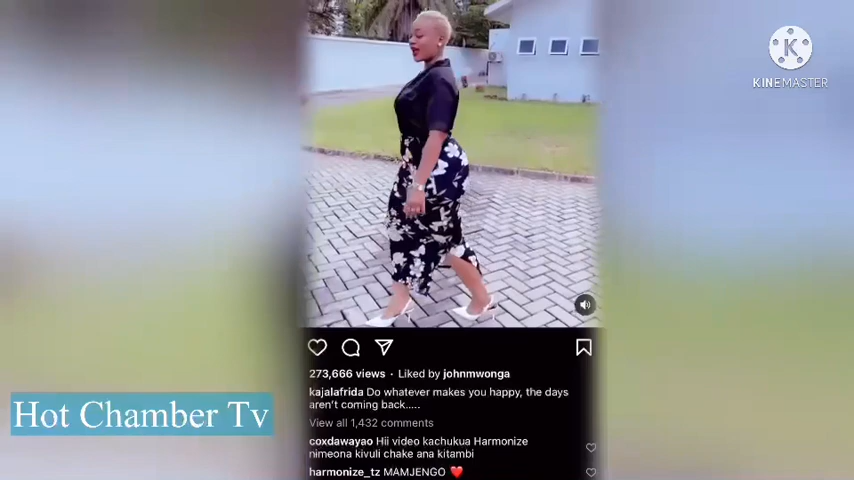 K
KINEMASTER
273,666 views · Liked by johnmwonga
kajalafrida Do whatever makes you happy, the days
aren't coming back.....
View all 1,432 comments
coxdawayao Hii video kachukua Harmonize
nimeona kivuli chake ana kitambi
harmonize_tz MAMJENGO ❤️
Hot Chamber Tv